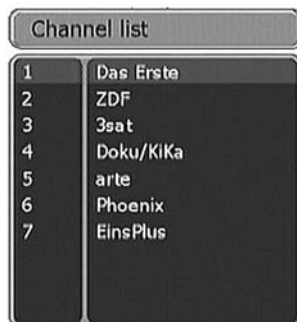 Channel list
1 Das Erste
2 ZDF
3 3sat
4 Doku/KiKa
5 arte
6 Phoenix
7 EinsPlus